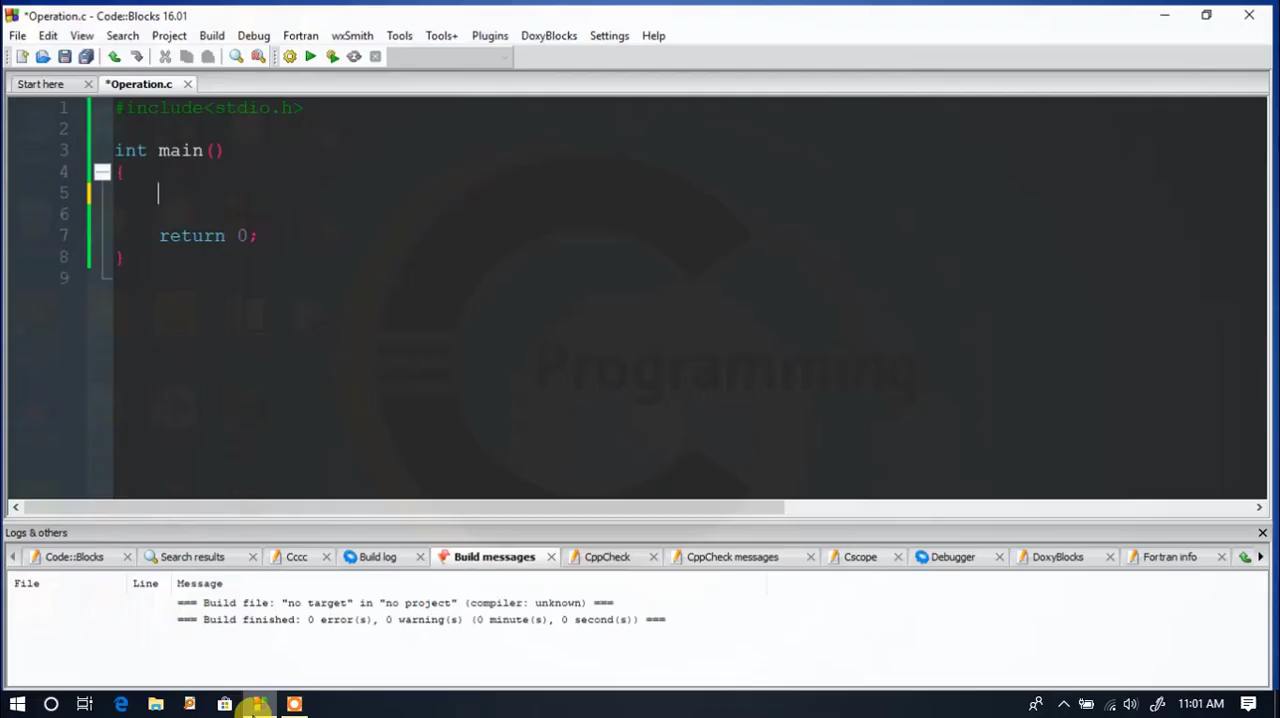 *Operation.c - Code::Blocks 16.01
File Edit View Search Project Build Debug Fortran wxSmith Tools Tools+ Plugins DoxyBlocks Settings Help
Start here *Operation.c
1 #include<stdio.h>
2
3 int main()
4 {
5
6
7 return 0;
8 }
9
Programming
Logs & others
Code::Blocks Search results Cccc Build log Build messages CppCheck CppCheck messages Cscope Debugger DoxyBlocks Fortran info
File Line Message
=== Build file: "no target" in "no project" (compiler: unknown) ===
=== Build finished: 0 error(s), 0 warning(s) (0 minute(s), 0 second(s)) ===
11:01 AM